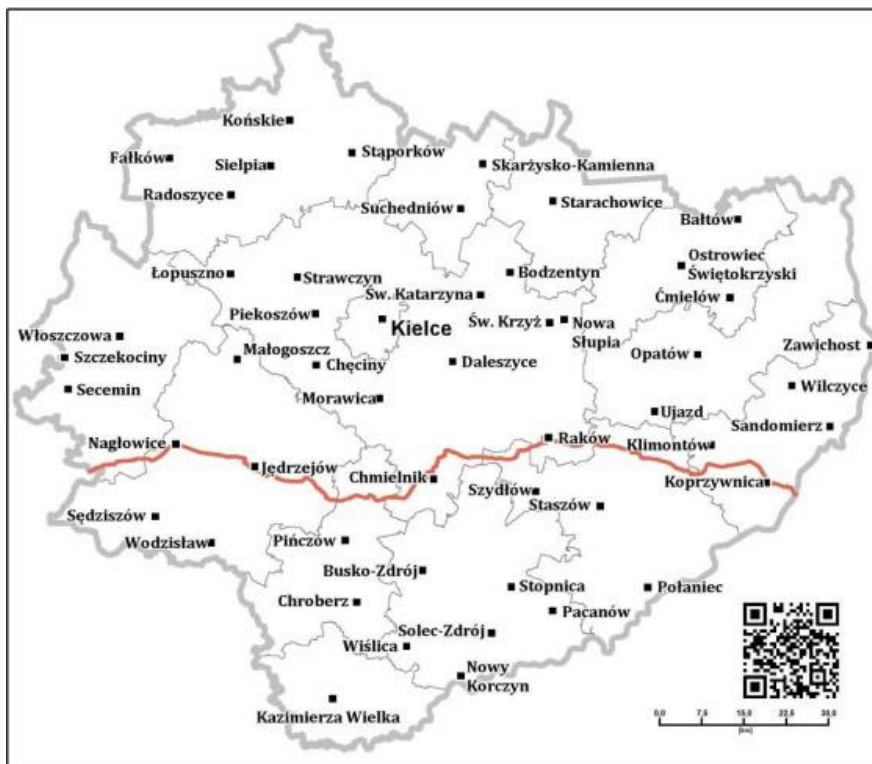 Końskie
Fałków
Sielpia
Stąporków
Skarżysko-Kamienna
Radoszyce
Suchedniów
Starachowice
Bałtów
Łopuszno
Strawczyn
Bodzentyn
Ostrowiec
Świętokrzyski
Św. Katarzyna
Ćmielów
Piekoszów
Kielce
Św. Krzyż
Nowa
Słupia
Włoszczowa
Szczekociny
Małogoszcz
Chęciny
Daleszyce
Opatów
Zawichost
Secemin
Morawica
Wilczyce
Ujazd
Sandomierz
Nagłowice
Raków
Klimontów
Jędrzejów
Chmielnik
Szydłów
Koprzywnica
Staszów
Sędziszów
Wodzisław
Pińczów
Busko-Zdrój
Stopnica
Połaniec
Chroberz
Pacanów
Solec-Zdrój
Wiślica
Nowy
Korczyn
Kazimierza Wielka
0,0 7,5 15,0 22,5 30,0
[km]